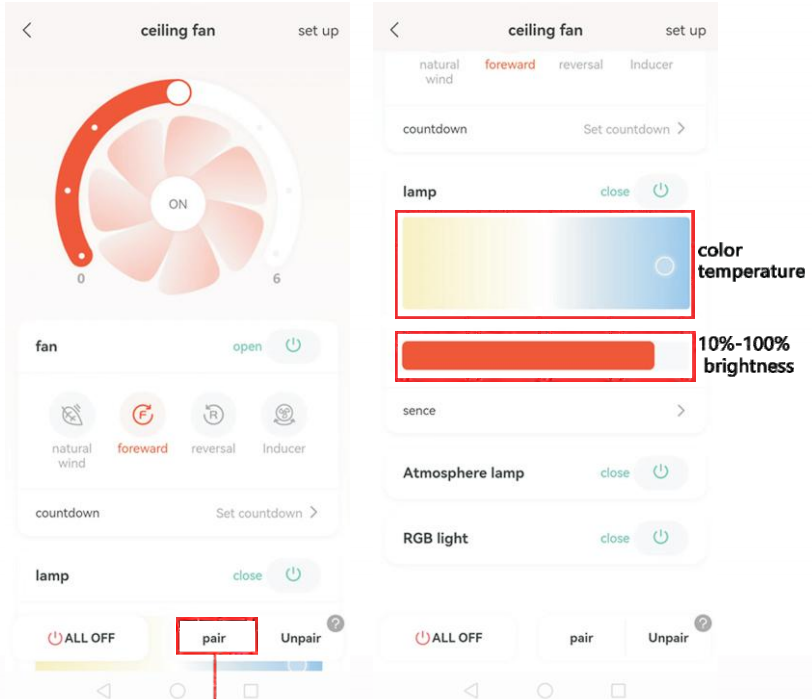 ceiling fan set up
ON
0 6
fan open
F R
natural wind foreward reversal Inducer
countdown Set countdown
lamp close
ALL OFF pair Unpair ?
ceiling fan set up
natural wind foreward reversal Inducer
countdown Set countdown
lamp close
color
temperature
10%-100%
brightness
sence
Atmosphere lamp close
RGB light close
ALL OFF pair Unpair ?